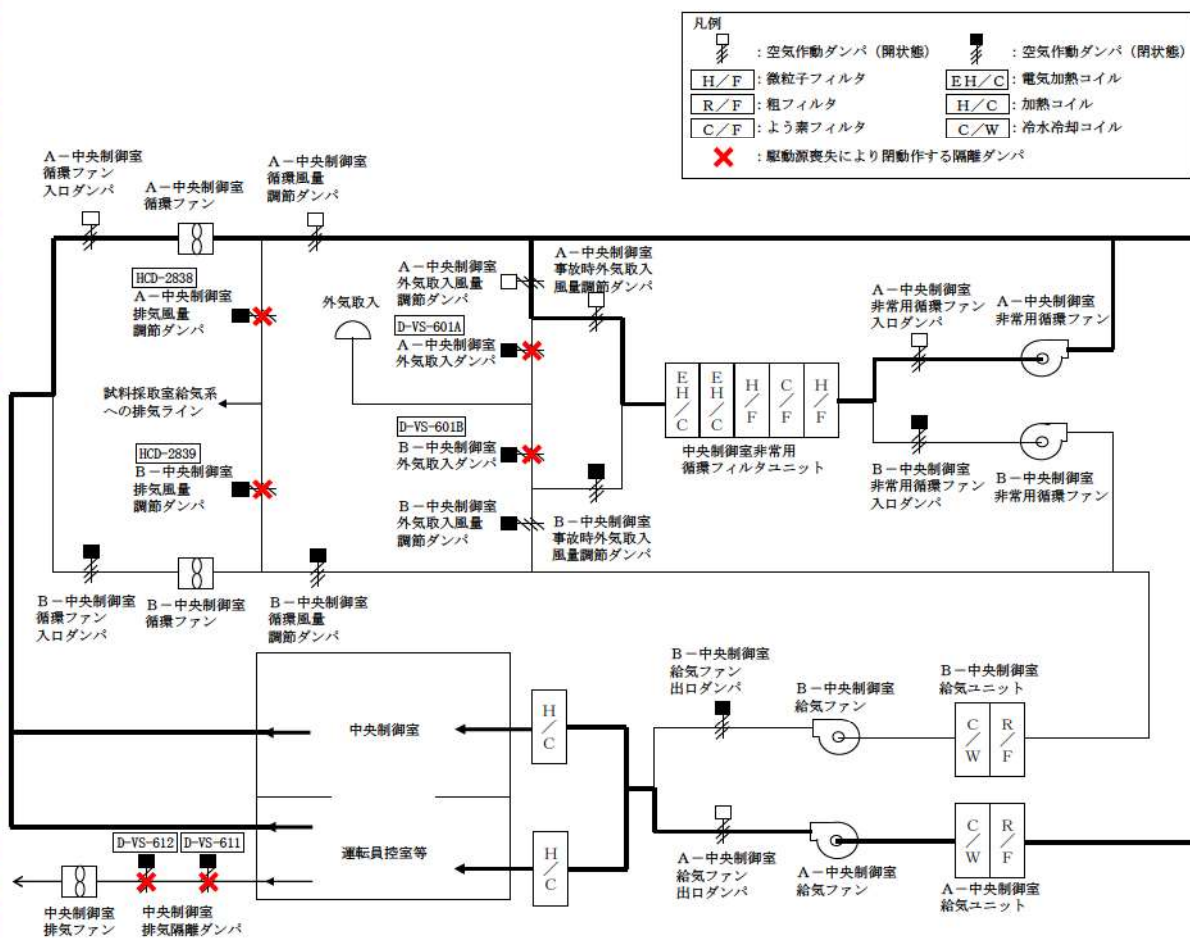 凡例
：空気作動ダンパ（開状態）
：空気作動ダンパ（閉状態）
H／F
：微粒子フィルタ
EH／C
：電気加熱コイル
R／F
：粗フィルタ
H／C
：加熱コイル
C／F
：よう素フィルタ
C／W
：冷水冷却コイル
：駆動源喪失により閉動作する隔離ダンパ
A－中央制御室
循環ファン
入口ダンパ
A－中央制御室
循環ファン
A－中央制御室
循環風量
調節ダンパ
HCD-2838
A－中央制御室
排気風量
調節ダンパ
外気取入
A－中央制御室
外気取入風量
調節ダンパ
A－中央制御室
事故時外気取入
風量調節ダンパ
D-VS-601A
A－中央制御室
外気取入ダンパ
A－中央制御室
非常用循環ファン
入口ダンパ
A－中央制御室
非常用循環ファン
試料採取室給気系
への排気ライン
EH／C
EH／C
H／F
C／F
H／F
中央制御室非常用
循環フィルタユニット
D-VS-601B
B－中央制御室
外気取入ダンパ
HCD-2839
B－中央制御室
排気風量
調節ダンパ
B－中央制御室
外気取入風量
調節ダンパ
B－中央制御室
事故時外気取入
風量調節ダンパ
B－中央制御室
非常用循環ファン
入口ダンパ
B－中央制御室
非常用循環ファン
B－中央制御室
循環ファン
入口ダンパ
B－中央制御室
循環ファン
B－中央制御室
循環風量
調節ダンパ
B－中央制御室
給気ファン
出口ダンパ
B－中央制御室
給気ファン
B－中央制御室
給気ユニット
C／W
R／F
中央制御室
H／C
運転員控室等
H／C
C／W
R／F
A－中央制御室
給気ファン
出口ダンパ
A－中央制御室
給気ファン
A－中央制御室
給気ユニット
D-VS-612
D-VS-611
中央制御室
排気ファン
中央制御室
排気隔離ダンパ